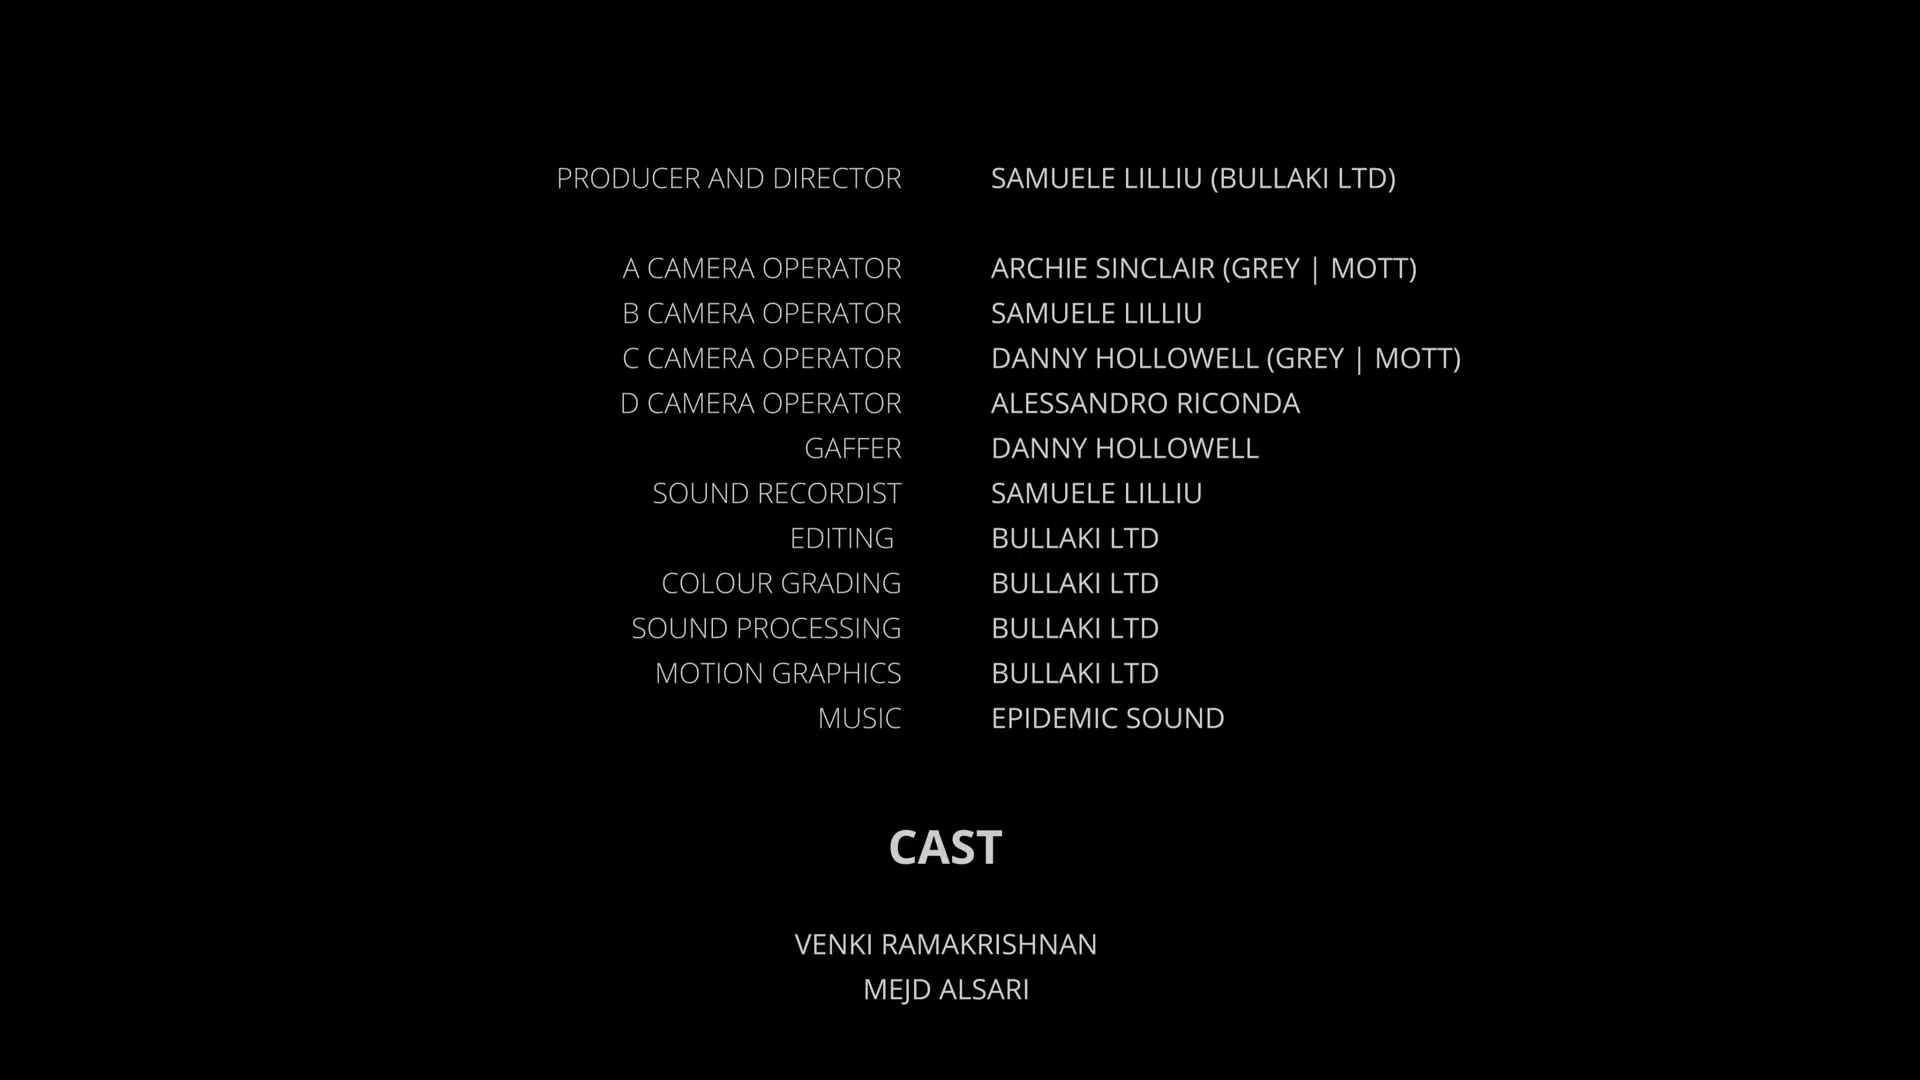 PRODUCER AND DIRECTOR SAMUELE LILLIU (BULLAKI LTD)
A CAMERA OPERATOR ARCHIE SINCLAIR (GREY | MOTT)
B CAMERA OPERATOR SAMUELE LILLIU
C CAMERA OPERATOR DANNY HOLLOWELL (GREY | MOTT)
D CAMERA OPERATOR ALESSANDRO RICONDA
GAFFER DANNY HOLLOWELL
SOUND RECORDIST SAMUELE LILLIU
EDITING BULLAKI LTD
COLOUR GRADING BULLAKI LTD
SOUND PROCESSING BULLAKI LTD
MOTION GRAPHICS BULLAKI LTD
MUSIC EPIDEMIC SOUND
CAST
VENKI RAMAKRISHNAN
MEJD ALSARI